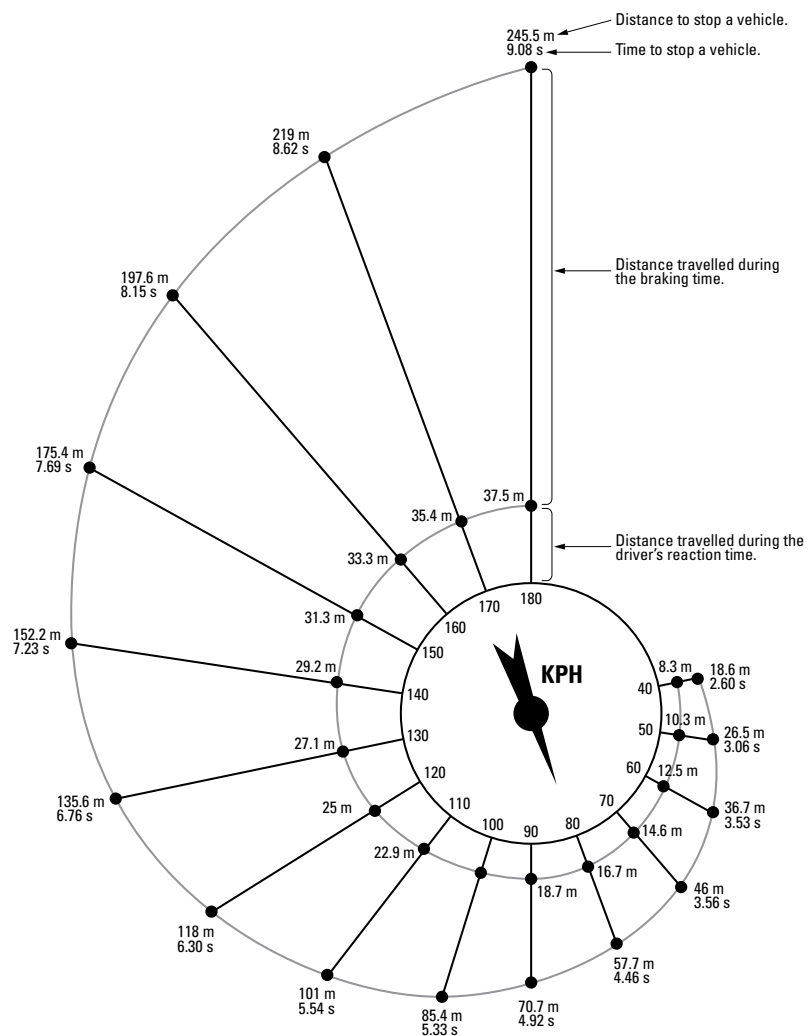 245.5 m
9.08 s
Distance to stop a vehicle.
Time to stop a vehicle.
219 m
8.62 s
197.6 m
8.15 s
Distance travelled during
the braking time.
175.4 m
7.69 s
37.5 m
35.4 m
33.3 m
Distance travelled during the
driver's reaction time.
180
170
160
31.3 m
150
152.2 m
7.23 s
29.2 m
140
KPH
40
8.3 m
18.6 m
2.60 s
50
10.3 m
26.5 m
3.06 s
130
27.1 m
60
12.5 m
36.7 m
3.53 s
135.6 m
6.76 s
120
25 m
110
100
90
80
70
14.6 m
22.9 m
18.7 m
16.7 m
46 m
3.56 s
118 m
6.30 s
57.7 m
4.46 s
101 m
5.54 s
85.4 m
5.33 s
70.7 m
4.92 s